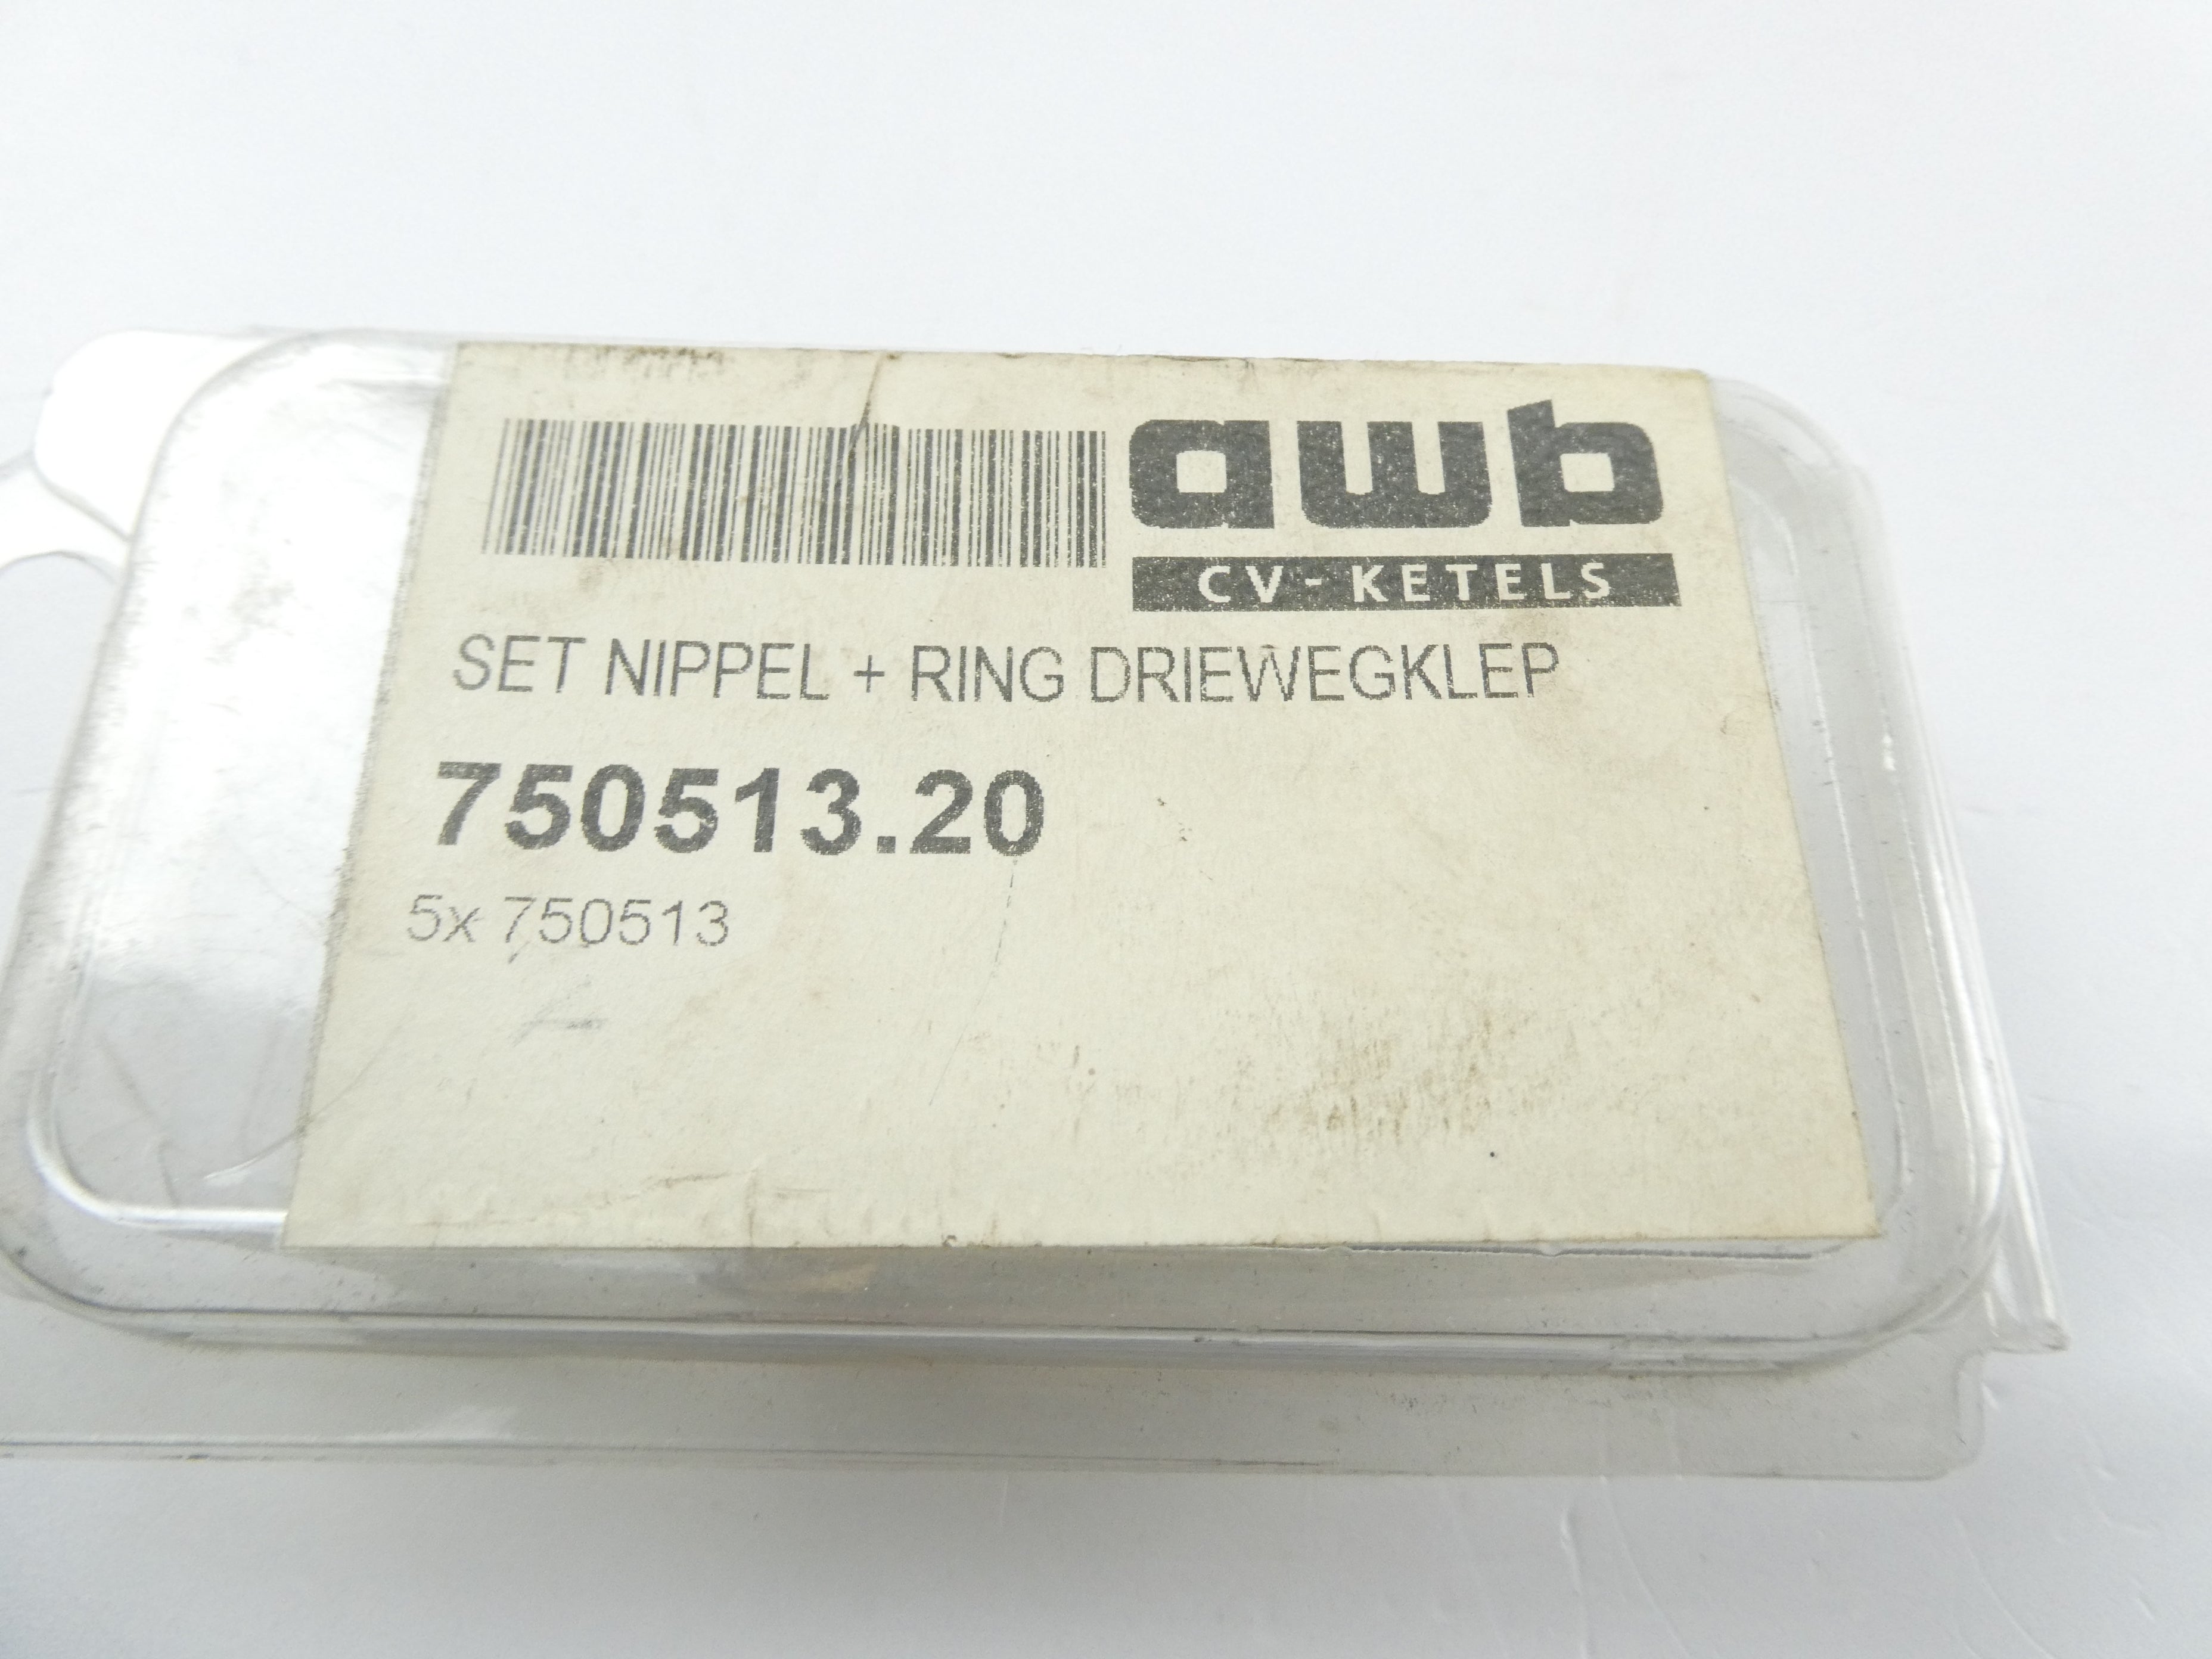 awb
CV-KETELS
SET NIPPEL + RING DRIEWEGKLEP
750513.20
5x 750513